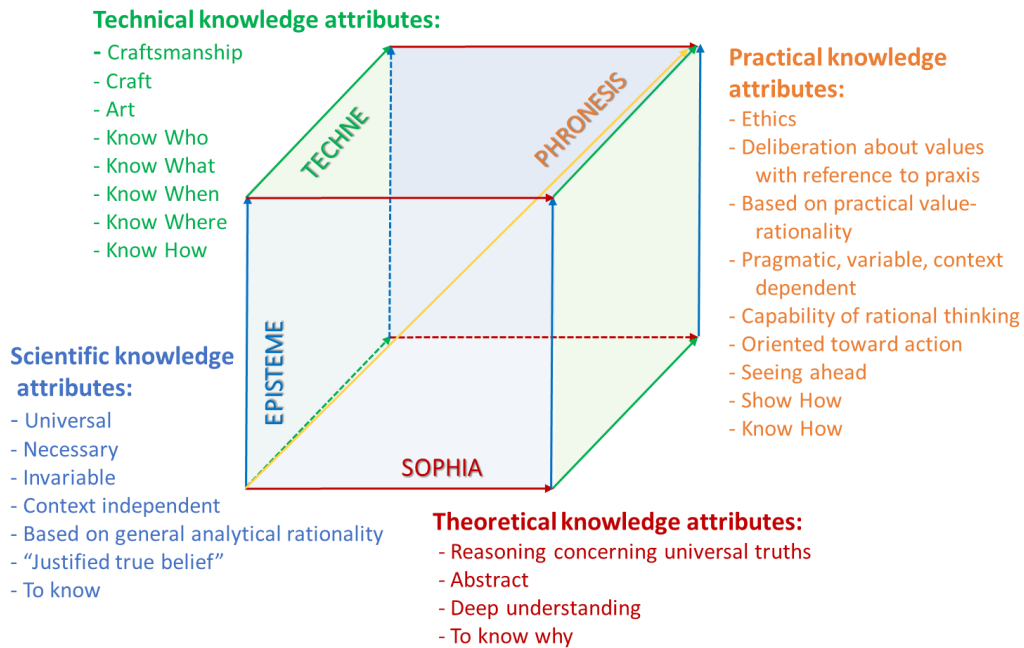 Technical knowledge attributes:
- Craftsmanship
- Craft
- Art
- Know Who
- Know What
- Know When
- Know Where
- Know How
TECHNE
PHRONESIS
Practical knowledge
attributes:
- Ethics
- Deliberation about values
with reference to praxis
- Based on practical value-
rationality
- Pragmatic, variable, context
dependent
- Capability of rational thinking
- Oriented toward action
- Seeing ahead
- Show How
- Know How
Scientific knowledge
attributes:
- Universal
- Necessary
- Invariable
- Context independent
- Based on general analytical rationality
- “Justified true belief”
- To know
EPISTEME
SOPHIA
Theoretical knowledge attributes:
- Reasoning concerning universal truths
- Abstract
- Deep understanding
- To know why